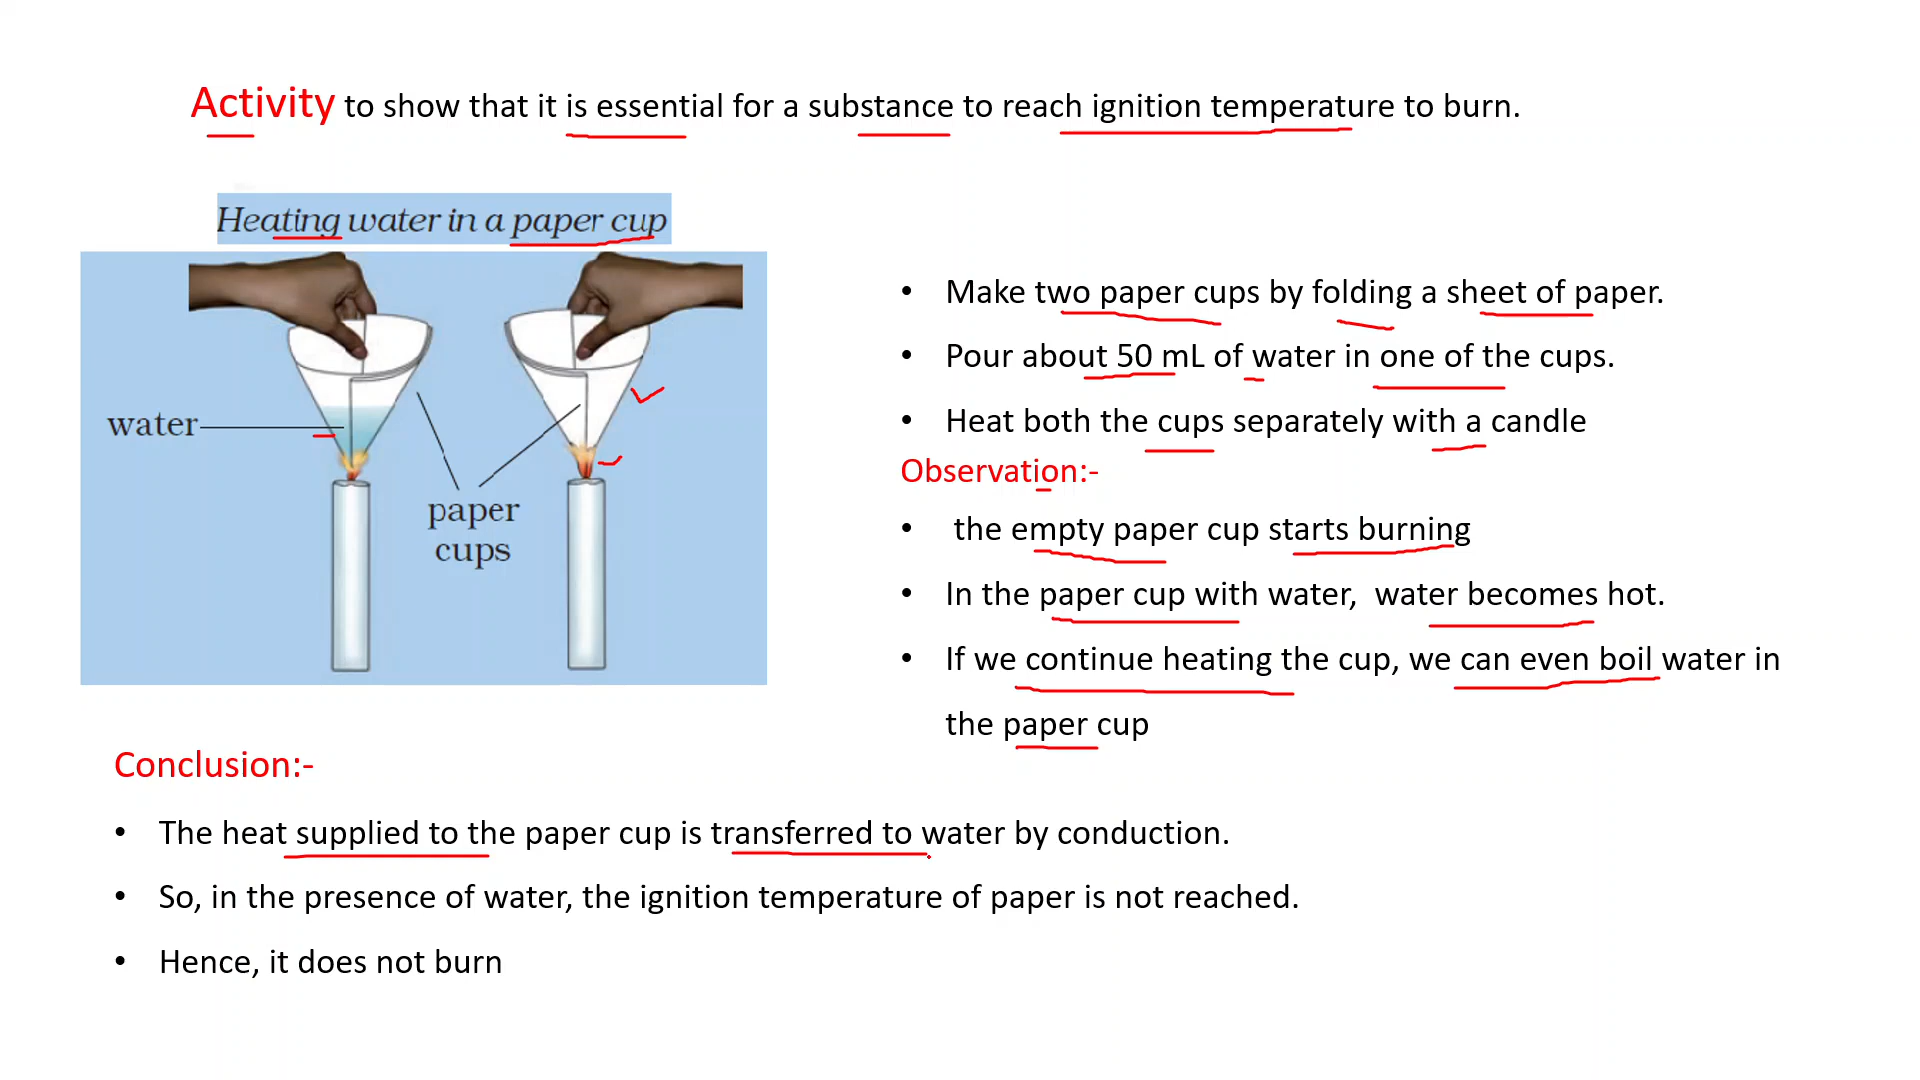 Activity to show that it is essential for a substance to reach ignition temperature to burn.
Heating water in a paper cup
water
paper
cups
• Make two paper cups by folding a sheet of paper.
• Pour about 50 mL of water in one of the cups.
• Heat both the cups separately with a candle
Observation:-
• the empty paper cup starts burning
• In the paper cup with water, water becomes hot.
• If we continue heating the cup, we can even boil water in
the paper cup
Conclusion:-
• The heat supplied to the paper cup is transferred to water by conduction.
• So, in the presence of water, the ignition temperature of paper is not reached.
• Hence, it does not burn